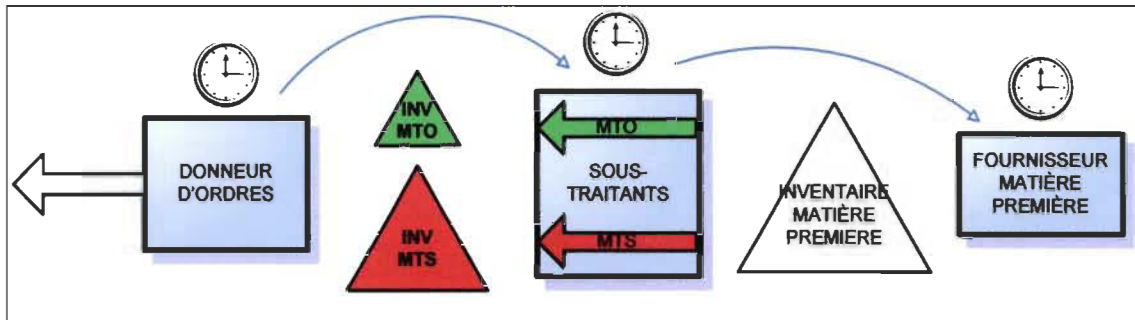 DONNEUR
D'ORDRES
INV
MTO
INV
MTS
MTO
SOUS-
TRAITANTS
MTS
INVENTAIRE
MATIÈRE
PREMIERE
FOURNISSEUR
MATIÈRE
PREMIÈRE